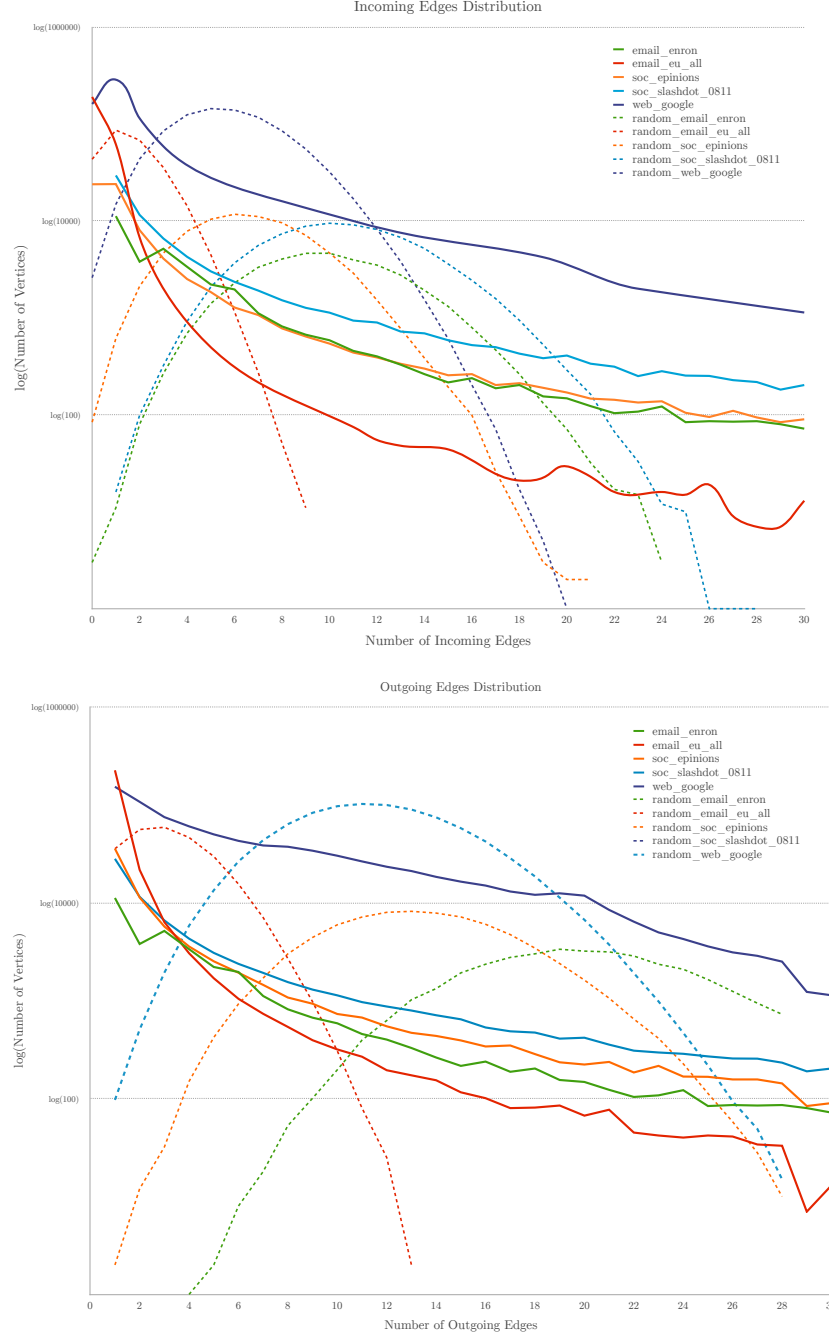 Incoming Edges Distribution
log(1000000)
email_enron
email_eu_all
soc_epinions
soc_slashdot_0811
web_google
random_email_enron
random_email_eu_all
random_soc_epinions
random_soc_slashdot_0811
random_web_google
log(10000)
log(Number of Vertices)
log(100)
0 2 4 6 8 10 12 14 16 18 20 22 24 26 28 30
Number of Incoming Edges
Outgoing Edges Distribution
log(1000000)
email_enron
email_eu_all
soc_epinions
soc_slashdot_0811
web_google
random_email_enron
random_email_eu_all
random_soc_epinions
random_soc_slashdot_0811
random_web_google
log(10000)
log(Number of Vertices)
log(100)
0 2 4 6 8 10 12 14 16 18 20 22 24 26 28
Number of Outgoing Edges